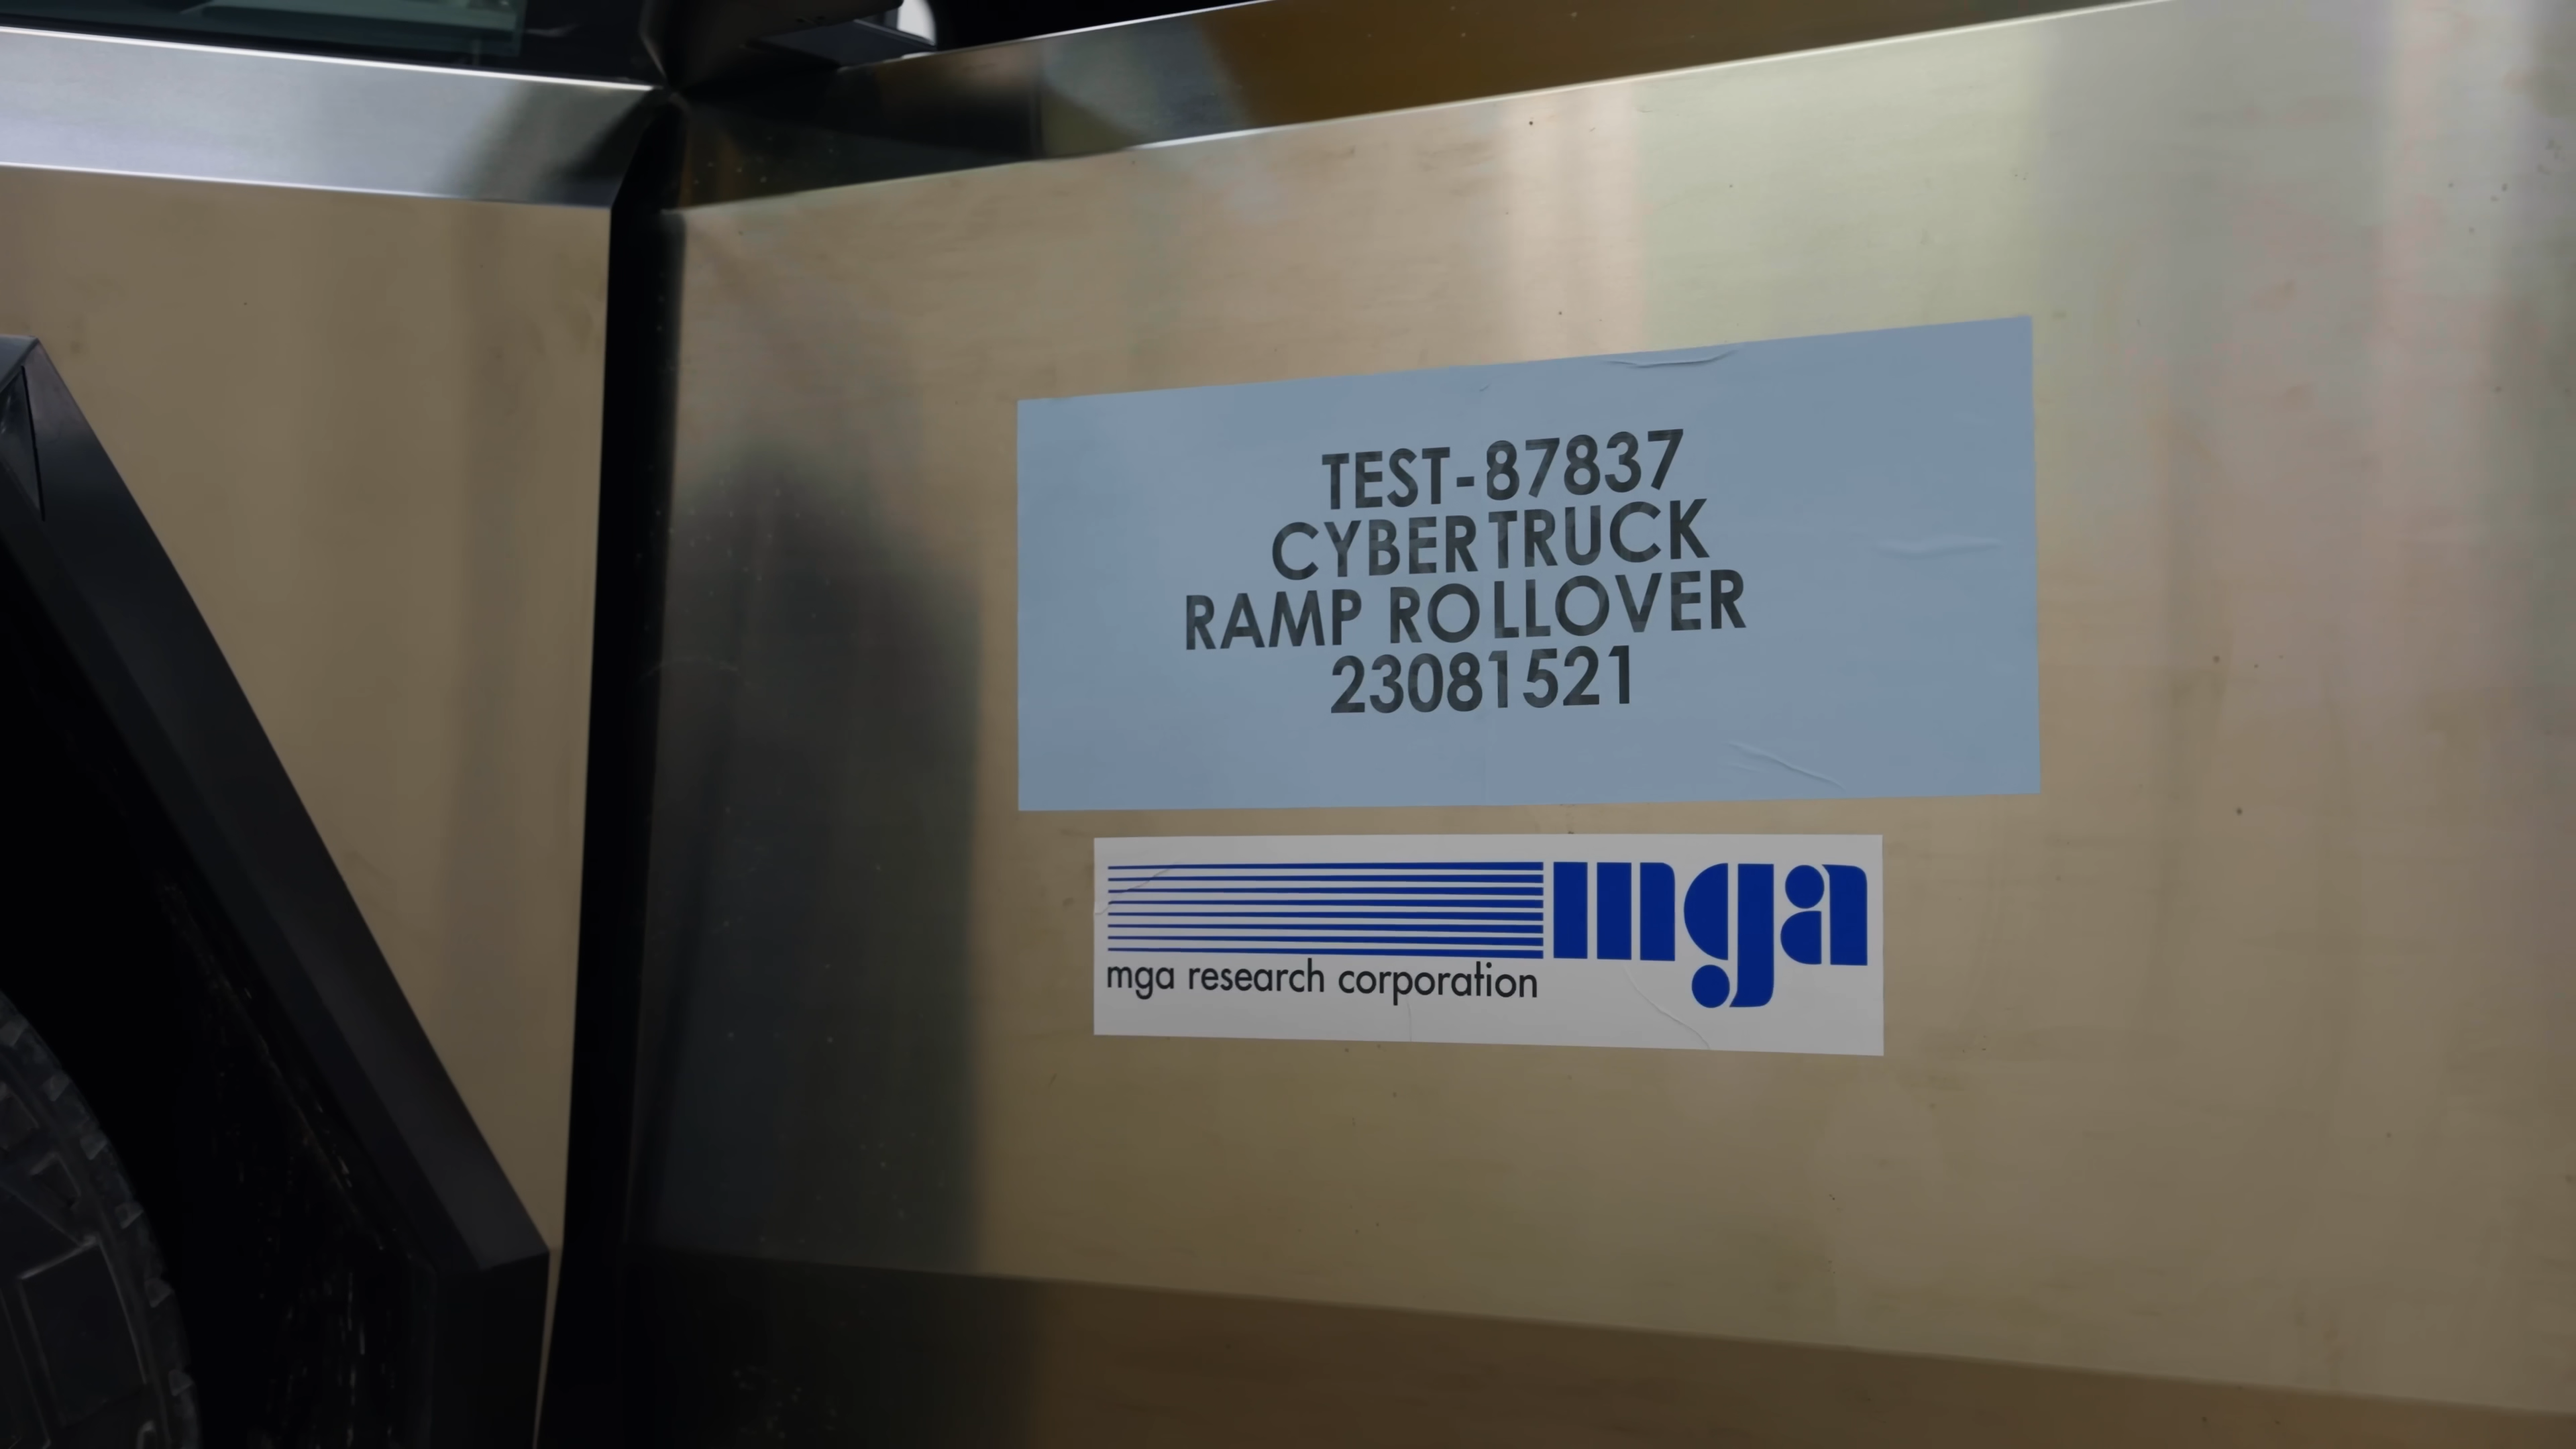 TEST-87837
CYBERTRUCK
RAMP ROLLOVER
23081521
mga
mga research corporation